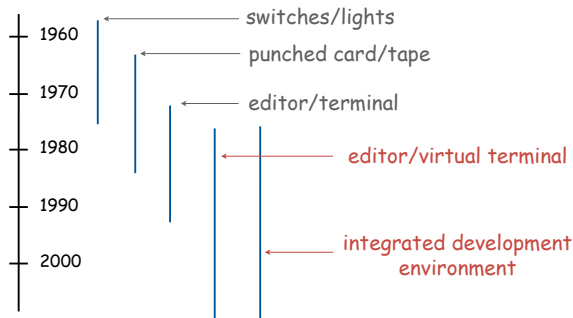 switches/lights
1960
punched card/tape
1970
editor/terminal
1980
editor/virtual terminal
1990
integrated development
environment
2000